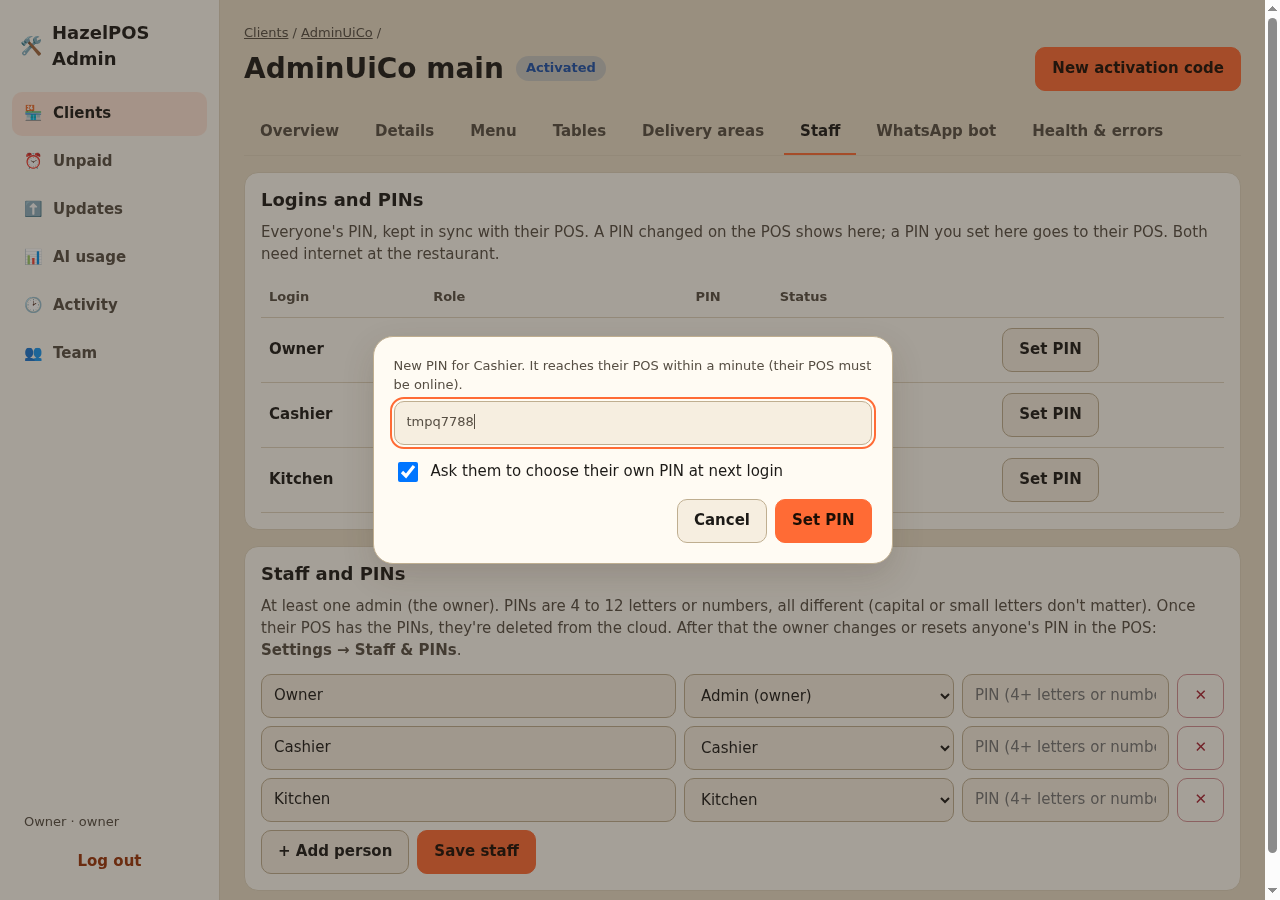 HazelPOS
Admin
Clients
Unpaid
Updates
AI usage
Activity
Team
Owner · owner
Log out
Clients / AdminUiCo /
AdminUiCo main
Activated
New activation code
Overview
Details
Menu
Tables
Delivery areas
Staff
WhatsApp bot
Health & errors
Logins and PINs
Everyone's PIN, kept in sync with their POS. A PIN changed on the POS shows here; a PIN you set here goes to their POS. Both
need internet at the restaurant.
Login
Role
PIN
Status
Owner
Set PIN
Cashier
Set PIN
Kitchen
Set PIN
New PIN for Cashier. It reaches their POS within a minute (their POS must
be online).
tmpq7788
Ask them to choose their own PIN at next login
Cancel
Set PIN
Staff and PINs
At least one admin (the owner). PINs are 4 to 12 letters or numbers, all different (capital or small letters don't matter). Once
their POS has the PINs, they're deleted from the cloud. After that the owner changes or resets anyone's PIN in the POS:
Settings → Staff & PINs.
Owner
Admin (owner)
PIN (4+ letters or numbe
✕
Cashier
Cashier
PIN (4+ letters or numbe
✕
Kitchen
Kitchen
PIN (4+ letters or numbe
✕
+ Add person
Save staff